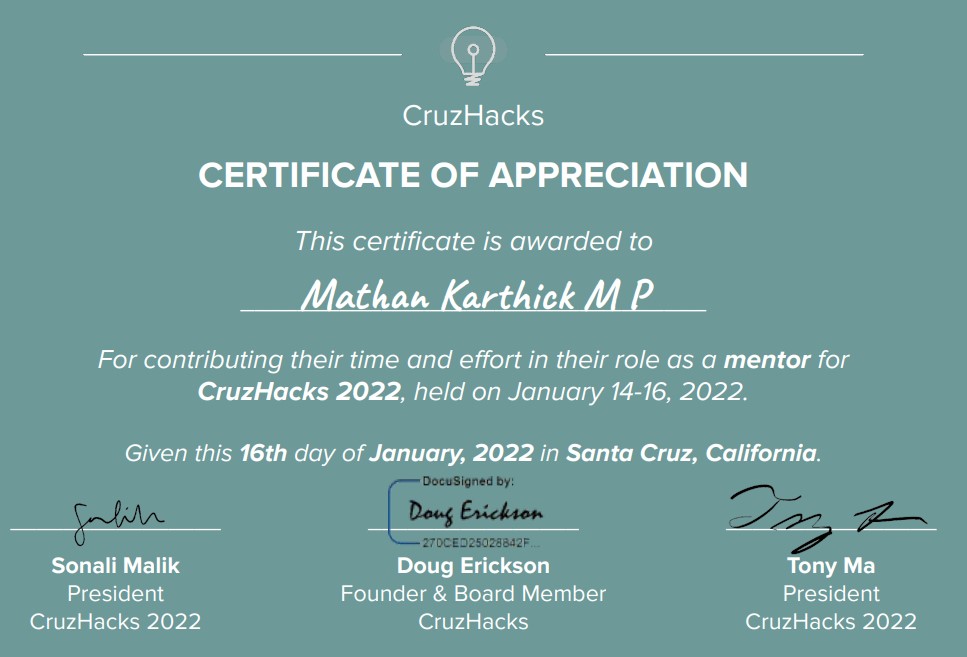 CruzHacks
CERTIFICATE OF APPRECIATION
This certificate is awarded to
Mathan Karthick M P
For contributing their time and effort in their role as a mentor for
CruzHacks 2022, held on January 14-16, 2022.
Given this 16th day of January, 2022 in Santa Cruz, California.
DocuSigned by:
Doug Erickson
270CED25028842F...
Sonali Malik
President
CruzHacks 2022
Doug Erickson
Founder & Board Member
CruzHacks
Tony Ma
President
CruzHacks 2022